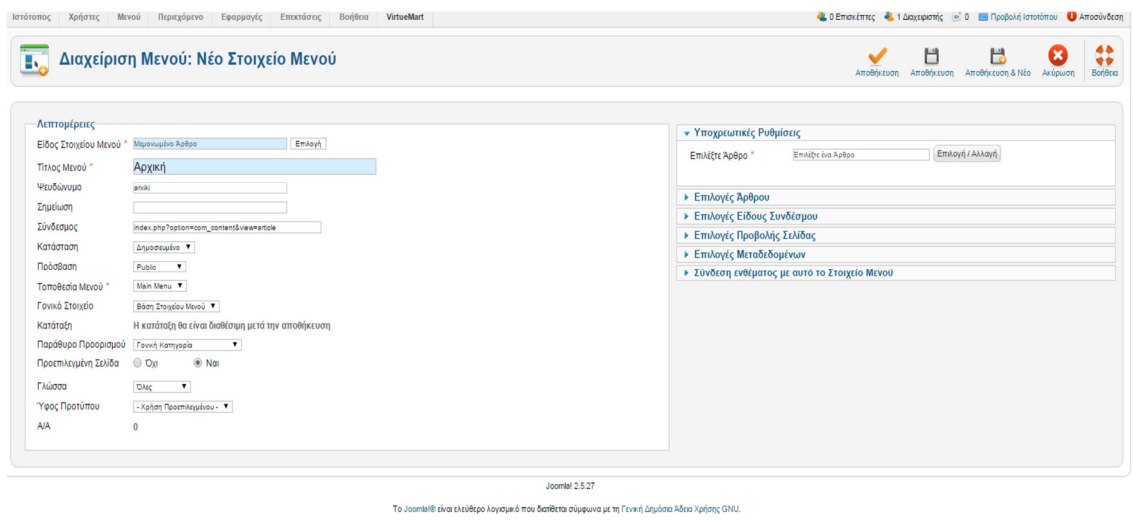 Ιστότοπος Χρήστες Μενού Περιεχόμενο Εφαρμογές Επεκτάσεις Βοήθεια VirtueMart 0 Επισκέπτες 1 Διαχειριστής 0 Προβολή Ιστοτόπου Αποσύνδεση
Διαχείριση Μενού: Νέο Στοιχείο Μενού
Αποθήκευση Αποθήκευση Αποθήκευση & Νέο Ακύρωση Βοήθεια
Λεπτομέρειες
Είδος Στοιχείου Μενού * Μεμονωμένο Άρθρο Επιλογή
Τίτλος Μενού * Αρχική
Ψευδώνυμο arxiki
Σημείωση
Σύνδεσμος index.php?option=com_content&view=article
Κατάσταση Δημοσιευμένο
Πρόσβαση Public
Τοποθεσία Μενού * Main Menu
Γονικό Στοιχείο Βάση Στοιχείου Μενού
Κατάταξη Η κατάταξη θα είναι διαθέσιμη μετά την αποθήκευση
Παράθυρο Προορισμού Γονική Κατηγορία
Προεπιλεγμένη Σελίδα Όχι Ναι
Γλώσσα Όλες
Ύφος Προτύπου - Χρήση Προεπιλεγμένου -
Α/Α 0
Υποχρεωτικές Ρυθμίσεις
Επιλέξτε Άρθρο * Επιλέξτε ένα Άρθρο Επιλογή / Αλλαγή
Επιλογές Άρθρου
Επιλογές Είδους Συνδέσμου
Επιλογές Προβολής Σελίδας
Επιλογές Μεταδεδομένων
Σύνδεση ενθέματος με αυτό το Στοιχείο Μενού
Joomla! 2.5.27
Το Joomla!® είναι ελεύθερο λογισμικό που διατίθεται σύμφωνα με τη Γενική Δημόσια Άδεια Χρήσης GNU.